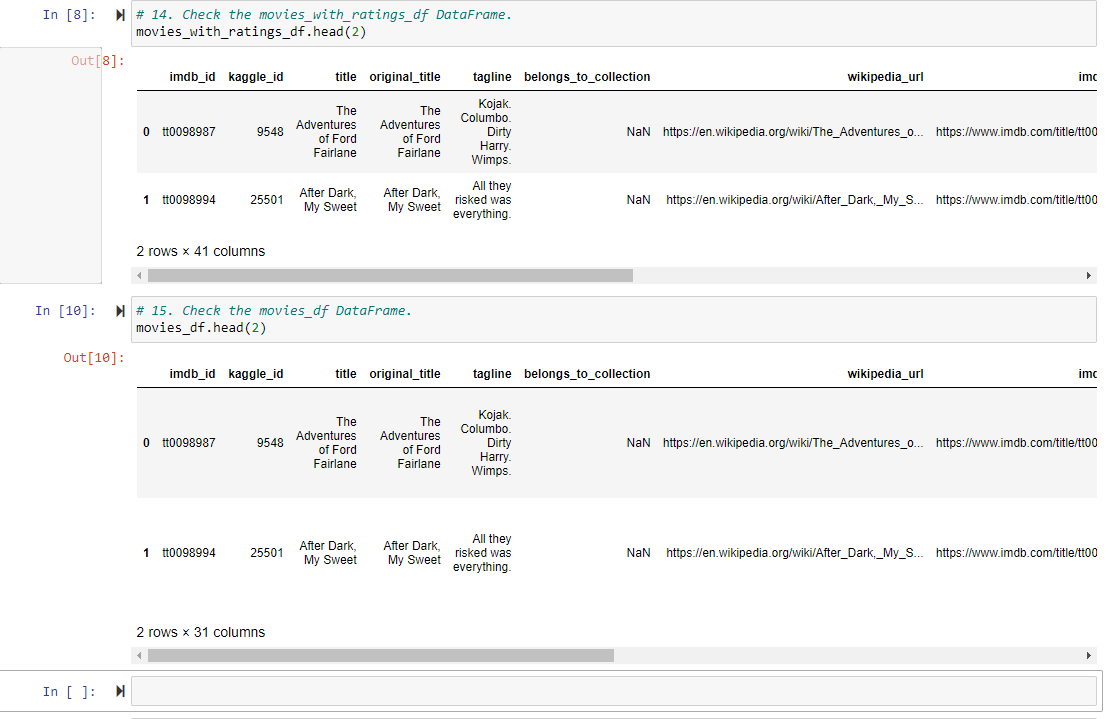 In [8]:
# 14. Check the movies_with_ratings_df DataFrame.
movies_with_ratings_df.head(2)
Out[8]:
imdb_id kaggle_id title original_title tagline belongs_to_collection wikipedia_url imd
0 tt0098987 9548 The Adventures of Ford Fairlane The Adventures of Ford Fairlane Kojak. Columbo. Dirty Harry. Wimps. NaN https://en.wikipedia.org/wiki/The_Adventures_o... https://www.imdb.com/title/tt00
1 tt0098994 25501 After Dark, My Sweet After Dark, My Sweet All they risked was everything. NaN https://en.wikipedia.org/wiki/After_Dark,_My_S... https://www.imdb.com/title/tt00
2 rows × 41 columns
In [10]:
# 15. Check the movies_df DataFrame.
movies_df.head(2)
Out[10]:
imdb_id kaggle_id title original_title tagline belongs_to_collection wikipedia_url imd
0 tt0098987 9548 The Adventures of Ford Fairlane The Adventures of Ford Fairlane Kojak. Columbo. Dirty Harry. Wimps. NaN https://en.wikipedia.org/wiki/The_Adventures_o... https://www.imdb.com/title/tt00
1 tt0098994 25501 After Dark, My Sweet After Dark, My Sweet All they risked was everything. NaN https://en.wikipedia.org/wiki/After_Dark,_My_S... https://www.imdb.com/title/tt00
2 rows × 31 columns
In [ ]: